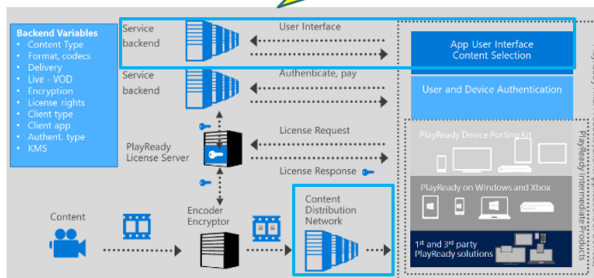 Backend Variables
• Content Type
• Format, codecs
• Delivery
• Live - VOD
• Encryption
• License rights
• Client type
• Client app
• Authent. type
• KMS
Service
backend
User Interface
App User Interface
Content Selection
Service
backend
Authenticate, pay
User and Device Authentication
PlayReady
License Server
License Request
License Response
PlayReady Device Porting Kit
PlayReady on Windows and Xbox
1st and 3rd party
PlayReady solutions
PlayReady Intermediate Products
Content
Encoder
Encryptor
Content
Distribution
Network